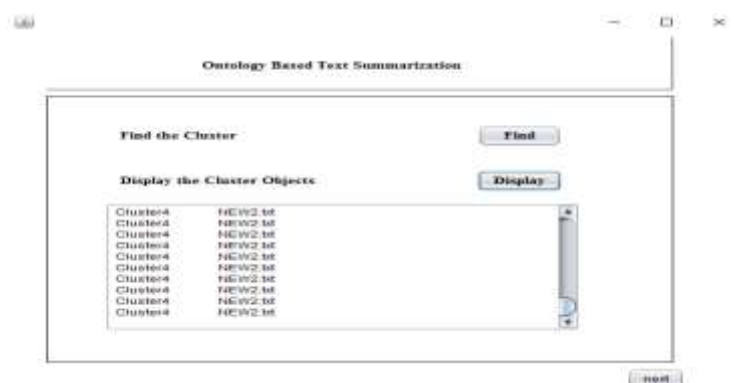 Ontology Based Text Summarization
Find the Cluster Find
Display the Cluster Objects Display
Cluster4 NEW2.txt
Cluster4 NEW2.txt
Cluster4 NEW2.txt
Cluster4 NEW2.txt
Cluster4 NEW2.txt
Cluster4 NEW2.txt
Cluster4 NEW2.txt
Cluster4 NEW2.txt
Cluster4 NEW2.txt
Cluster4 NEW2.txt
next